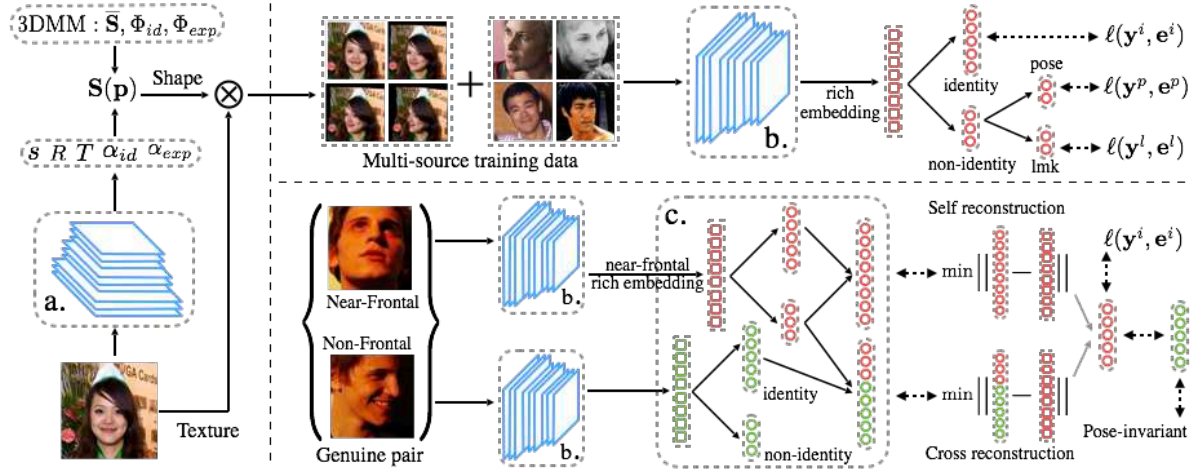 3DMM : S̅, Φ_id, Φ_exp
S(p)
Shape
⊗
s R T α_id α_exp
a.
Texture
+
Multi-source training data
b.
rich
embedding
identity
non-identity
pose
lmk
ℓ(y^i, e^i)
ℓ(y^p, e^p)
ℓ(y^l, e^l)
Near-Frontal
Non-Frontal
Genuine pair
b.
b.
near-frontal
rich embedding
c.
identity
non-identity
Self reconstruction
min || — ||
ℓ(y^i, e^i)
min || — ||
Cross reconstruction
Pose-invariant